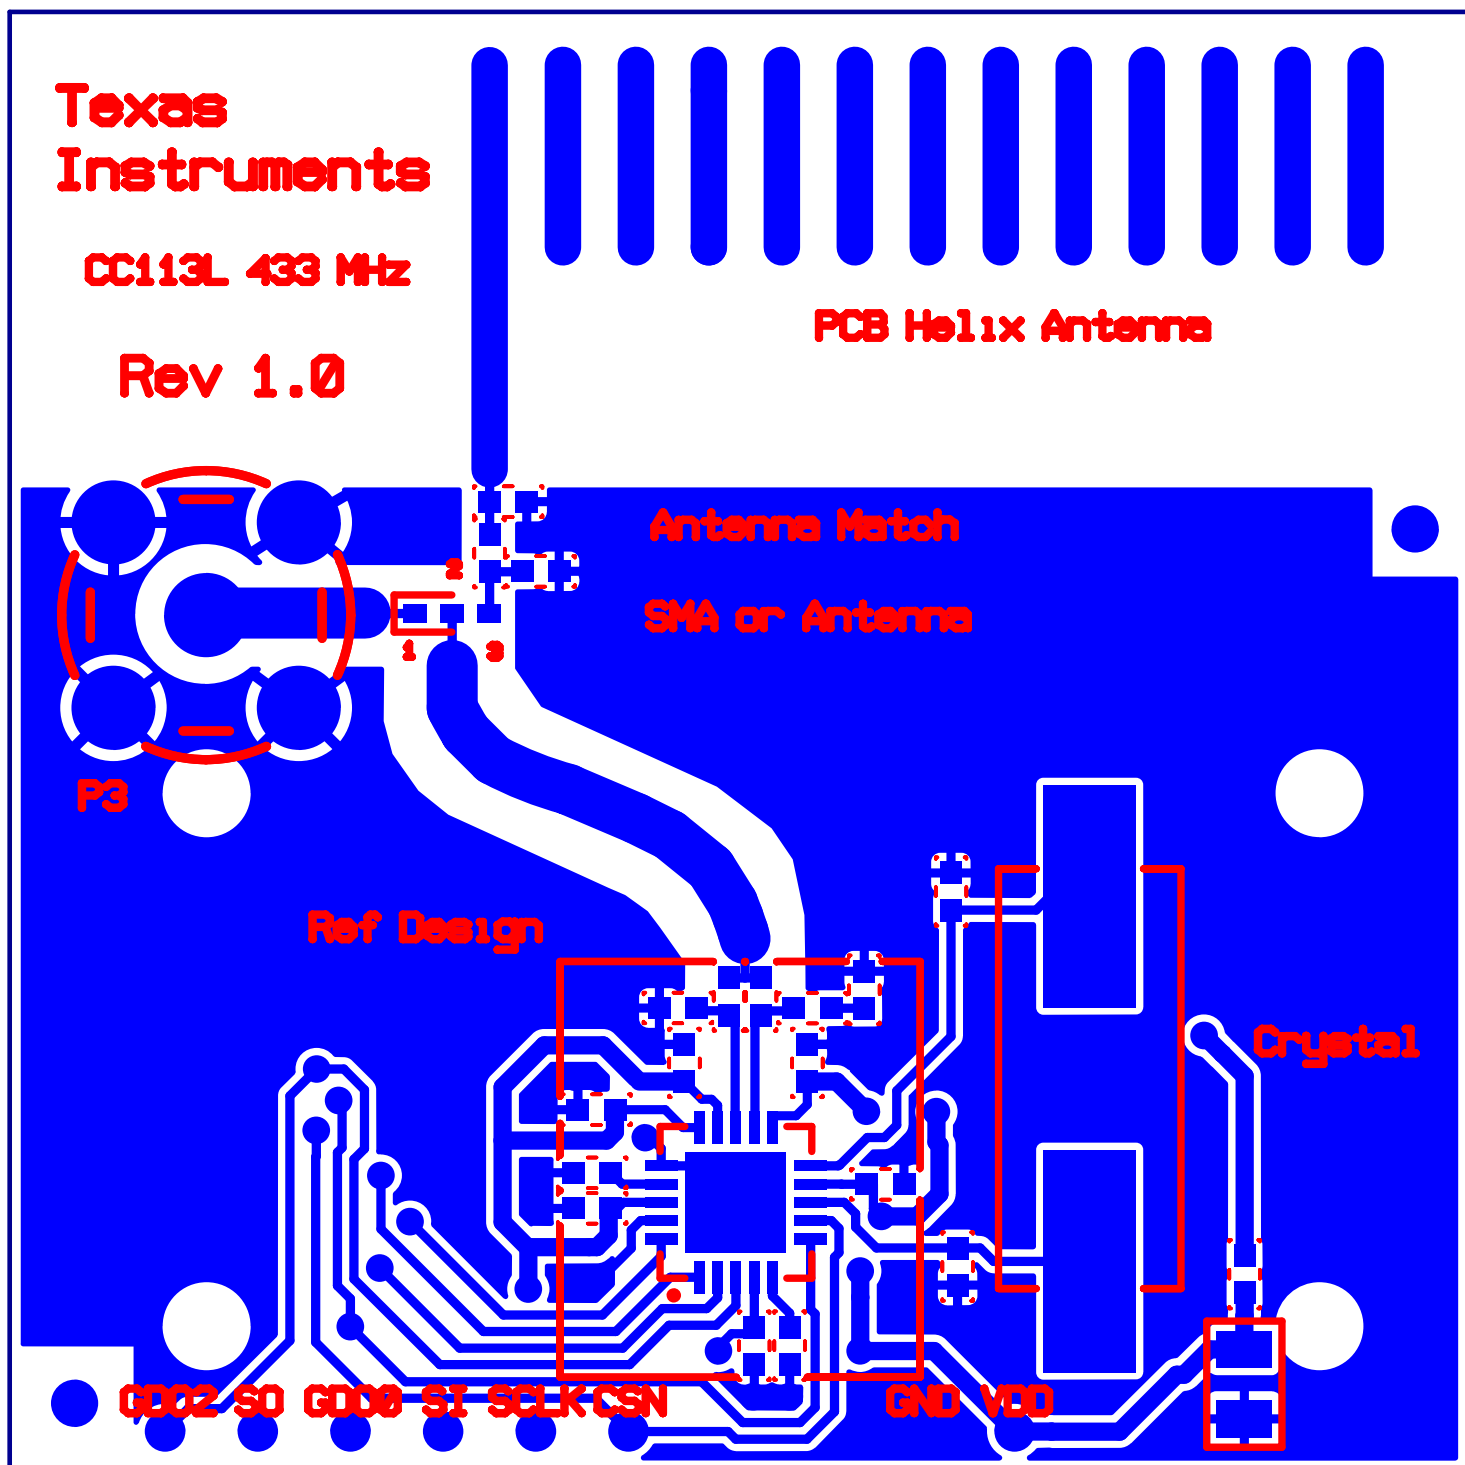 Texas
Instruments
CC113L 433 MHz
PCB Helix Antenna
Rev 1.0
Antenna Match
2
SMA or Antenna
1 3
P3
Ref Design
Crystal
GDO2 SO GDO0 SI SCLK CSN GND VDD